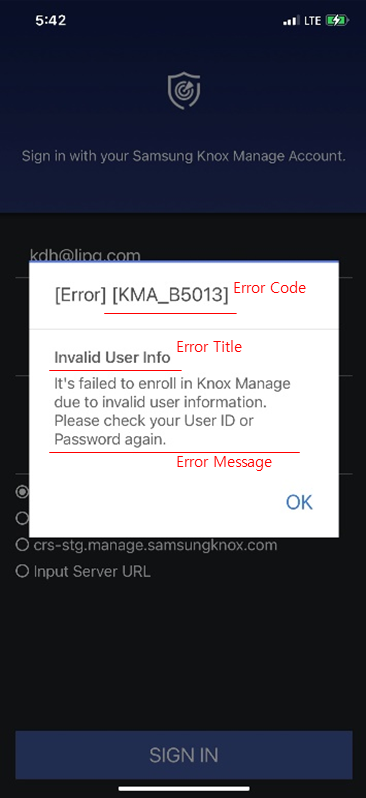 5:42
LTE
Sign in with your Samsung Knox Manage Account.
kdh@lipg.com
[Error] [KMA_B5013]
Error Code
Error Title
Invalid User Info
It's failed to enroll in Knox Manage
due to invalid user information.
Please check your User ID or
Password again.
Error Message
OK
crs-stg.manage.samsungknox.com
Input Server URL
SIGN IN